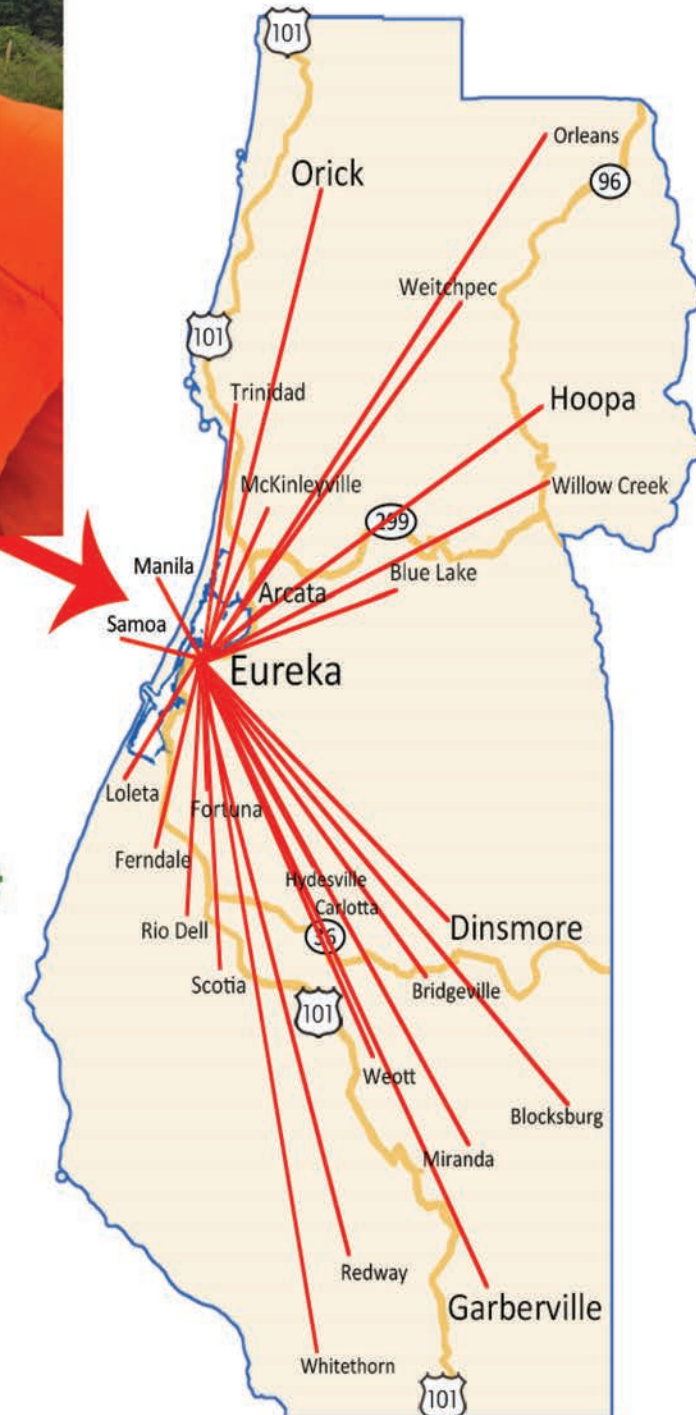 101
Orleans
Orick
96
Weitchpec
101
Trinidad
Hoopa
McKinleyville
Willow Creek
299
Manila
Blue Lake
Arcata
Samoa
Eureka
Loleta
Fortuna
Ferndale
Hydesville
Carlotta
Rio Dell
Dinsmore
36
Scotia
Bridgeville
101
Weott
Blocksburg
Miranda
Redway
Garberville
Whitethorn
101